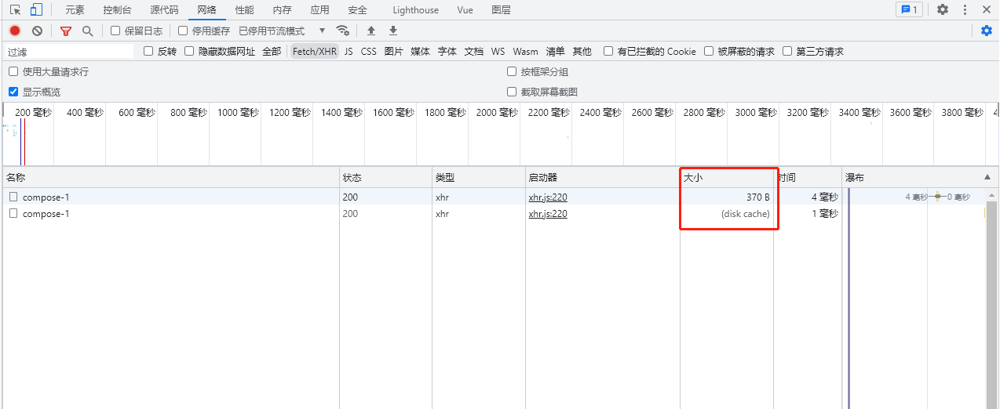 元素 控制台 源代码 网络 性能 内存 应用 安全 Lighthouse Vue 图层 1
保留日志 停用缓存 已停用节流模式
过滤 反转 隐藏数据网址 全部 Fetch/XHR JS CSS 图片 媒体 字体 文档 WS Wasm 清单 其他 有已拦截的 Cookie 被屏蔽的请求 第三方请求
使用大量请求行 按框架分组
显示概览 截取屏幕截图
200 毫秒 400 毫秒 600 毫秒 800 毫秒 1000 毫秒 1200 毫秒 1400 毫秒 1600 毫秒 1800 毫秒 2000 毫秒 2200 毫秒 2400 毫秒 2600 毫秒 2800 毫秒 3000 毫秒 3200 毫秒 3400 毫秒 3600 毫秒 3800 毫秒
名称 状态 类型 启动器 大小 时间 瀑布
compose-1 200 xhr xhr.js:220 370 B 4 毫秒 4 毫秒 0 毫秒
compose-1 200 xhr xhr.js:220 (disk cache) 1 毫秒